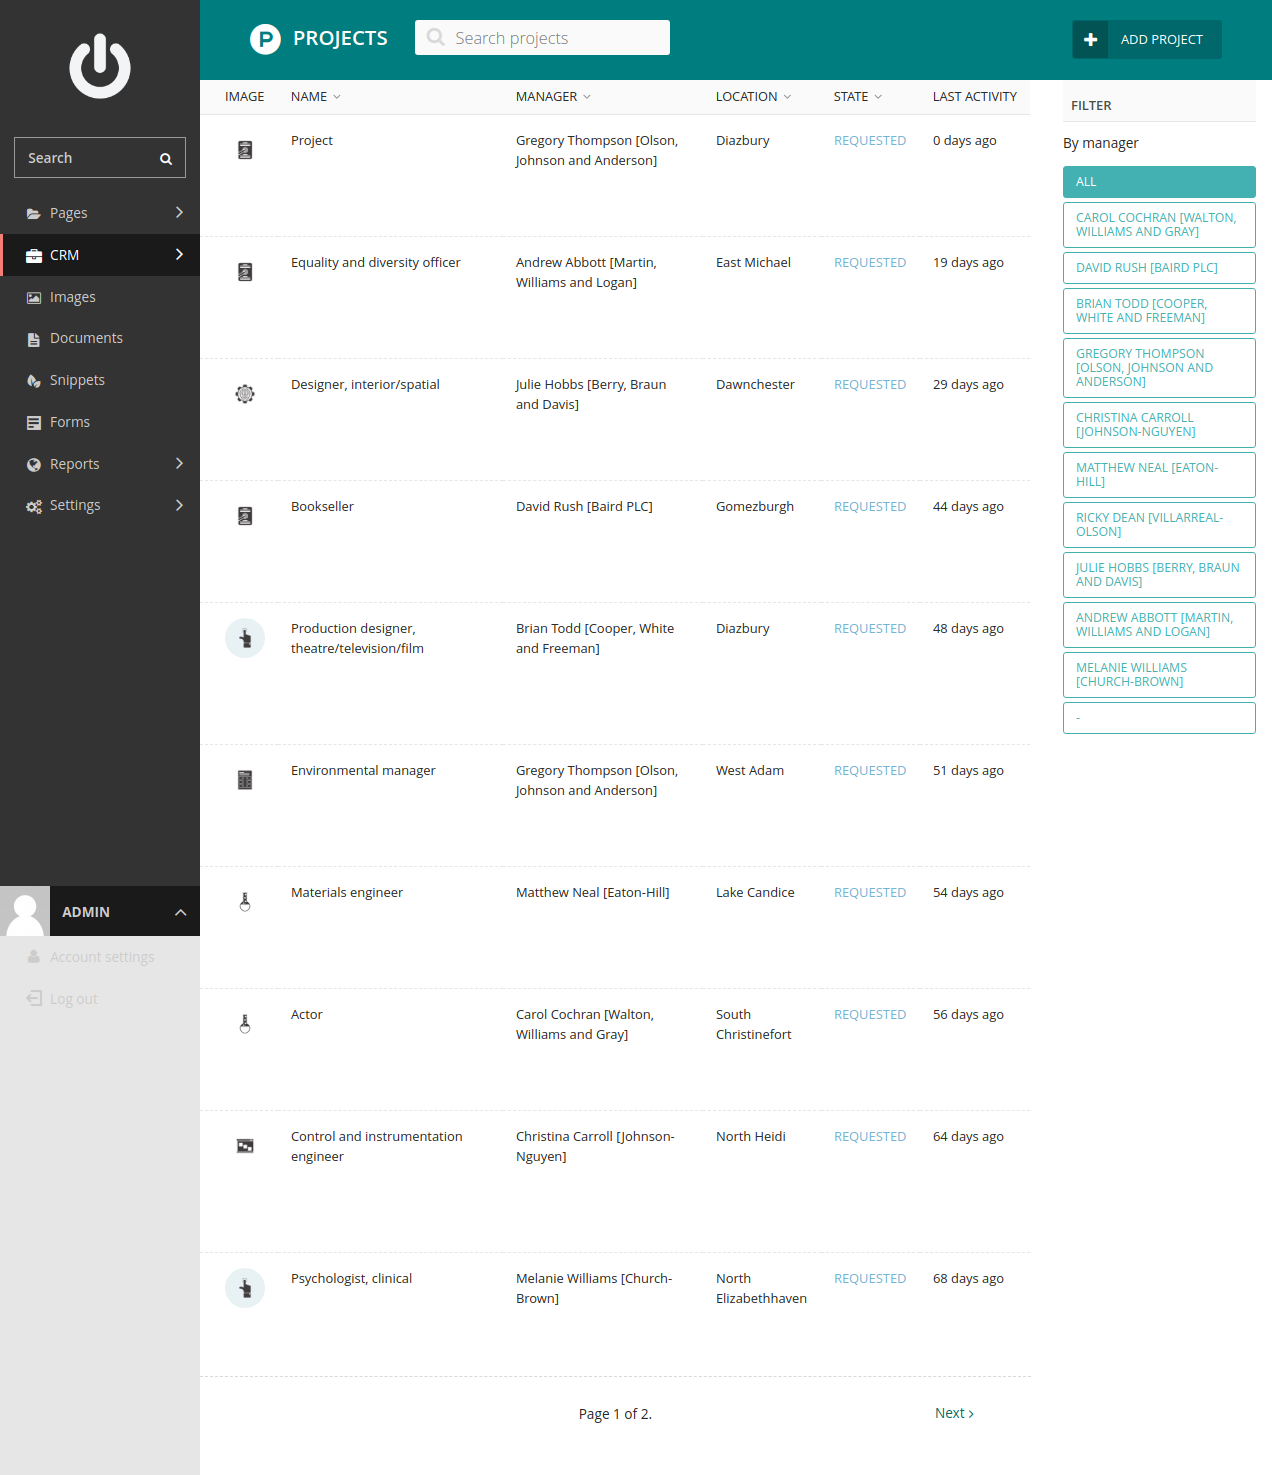 Search
Pages
CRM
Images
Documents
Snippets
Forms
Reports
Settings
ADMIN
Account settings
Log out
P PROJECTS
Search projects
ADD PROJECT
IMAGE NAME MANAGER LOCATION STATE LAST ACTIVITY
Project Gregory Thompson [Olson, Diazbury REQUESTED 0 days ago
Johnson and Anderson]
Equality and diversity officer Andrew Abbott [Martin, East Michael REQUESTED 19 days ago
Williams and Logan]
Designer, interior/spatial Julie Hobbs [Berry, Braun Dawnchester REQUESTED 29 days ago
and Davis]
Bookseller David Rush [Baird PLC] Gomezburgh REQUESTED 44 days ago
Production designer, Brian Todd [Cooper, White Diazbury REQUESTED 48 days ago
theatre/television/film and Freeman]
Environmental manager Gregory Thompson [Olson, West Adam REQUESTED 51 days ago
Johnson and Anderson]
Materials engineer Matthew Neal [Eaton-Hill] Lake Candice REQUESTED 54 days ago
Actor Carol Cochran [Walton, South REQUESTED 56 days ago
Williams and Gray] Christinefort
Control and instrumentation Christina Carroll [Johnson- North Heidi REQUESTED 64 days ago
engineer Nguyen]
Psychologist, clinical Melanie Williams [Church- North REQUESTED 68 days ago
Brown] Elizabethhaven
Page 1 of 2.
Next
FILTER
By manager
ALL
CAROL COCHRAN [WALTON,
WILLIAMS AND GRAY]
DAVID RUSH [BAIRD PLC]
BRIAN TODD [COOPER,
WHITE AND FREEMAN]
GREGORY THOMPSON
[OLSON, JOHNSON AND
ANDERSON]
CHRISTINA CARROLL
[JOHNSON-NGUYEN]
MATTHEW NEAL [EATON-
HILL]
RICKY DEAN [VILLARREAL-
OLSON]
JULIE HOBBS [BERRY, BRAUN
AND DAVIS]
ANDREW ABBOTT [MARTIN,
WILLIAMS AND LOGAN]
MELANIE WILLIAMS
[CHURCH-BROWN]
-